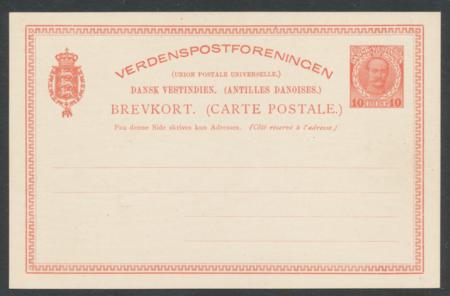 VERDENSPOSTFORENINGEN
(UNION POSTALE UNIVERSELLE.)
DANSK VESTINDIEN. (ANTILLES DANOISES.)
BREVKORT. (CARTE POSTALE.)
Paa denne Side skrives kun Adressen. (Côté réservé à l'adresse.)
10 10